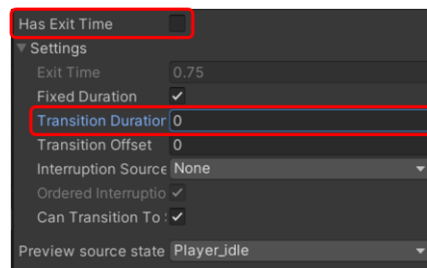 Has Exit Time
Settings
Exit Time 0.75
Fixed Duration
Transition Duration 0
Transition Offset 0
Interruption Source None
Ordered Interruptio
Can Transition To S
Preview source state Player_idle